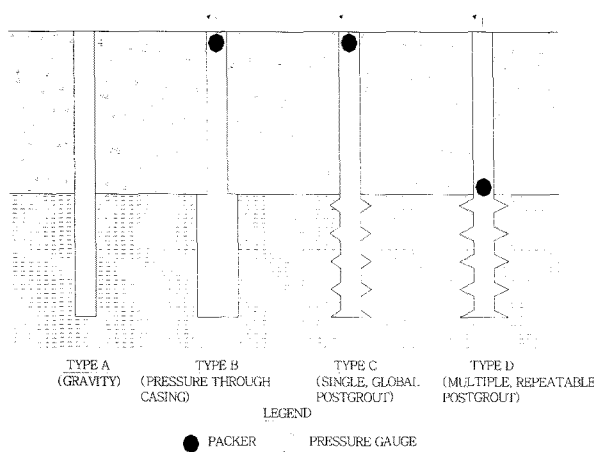 TYPE A
(GRAVITY)
TYPE B
(PRESSURE THROUGH
CASING)
TYPE C
(SINGLE, GLOBAL
POSTGROUT)
TYPE D
(MULTIPLE, REPEATABLE
POSTGROUT)
LEGEND
PACKER
PRESSURE GAUGE